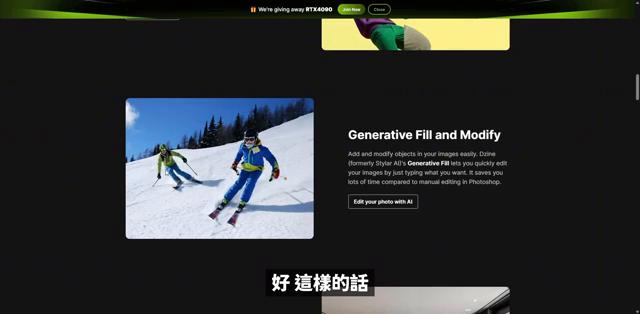 We're giving away RTX4090
Join Now
Close
Generative Fill and Modify
Add and modify objects in your images easily. Dzine
(formerly Stylar AI)'s Generative Fill lets you quickly edit
your images by just typing what you want. It saves you
lots of time compared to manual editing in Photoshop.
Edit your photo with AI
好 這樣的話